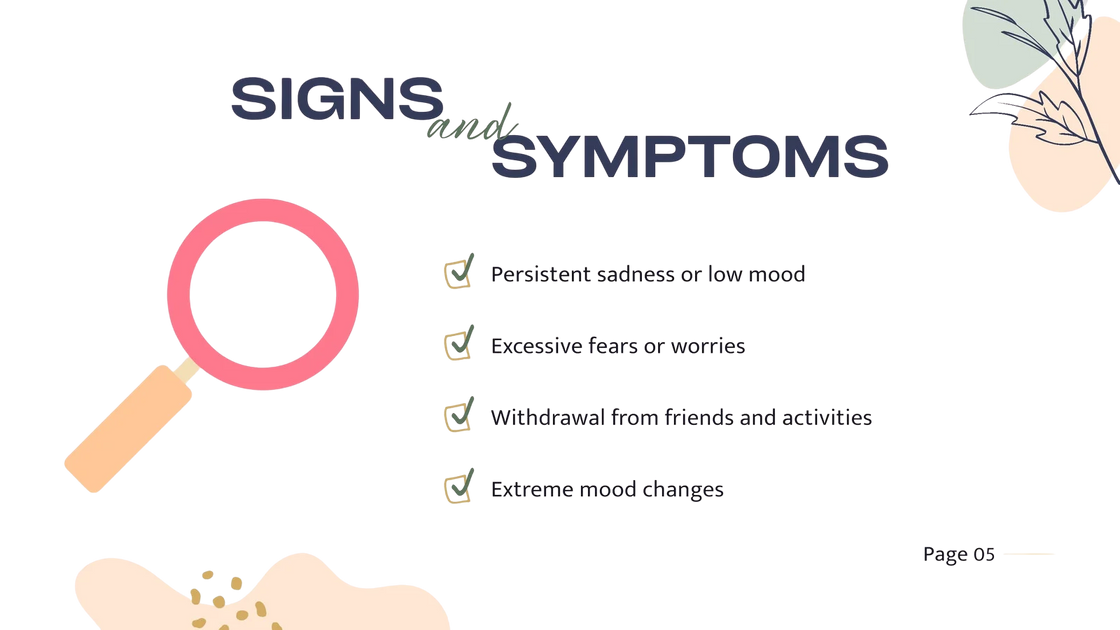 SIGNS
and
SYMPTOMS
Persistent sadness or low mood
Excessive fears or worries
Withdrawal from friends and activities
Extreme mood changes
Page 05